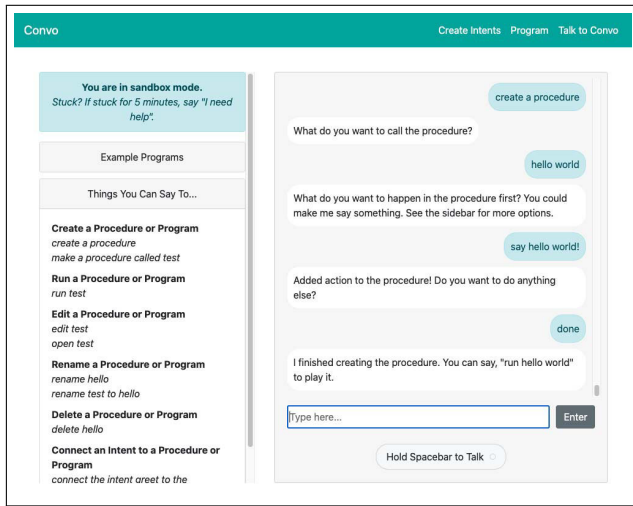 Convo
Create Intents Program Talk to Convo
You are in sandbox mode.
Stuck? If stuck for 5 minutes, say "I need
help".
Example Programs
Things You Can Say To...
Create a Procedure or Program
create a procedure
make a procedure called test
Run a Procedure or Program
run test
Edit a Procedure or Program
edit test
open test
Rename a Procedure or Program
rename hello
rename test to hello
Delete a Procedure or Program
delete hello
Connect an Intent to a Procedure or
Program
connect the intent greet to the
create a procedure
What do you want to call the procedure?
hello world
What do you want to happen in the procedure first? You could
make me say something. See the sidebar for more options.
say hello world!
Added action to the procedure! Do you want to do anything
else?
done
I finished creating the procedure. You can say, "run hello world"
to play it.
Type here...
Enter
Hold Spacebar to Talk